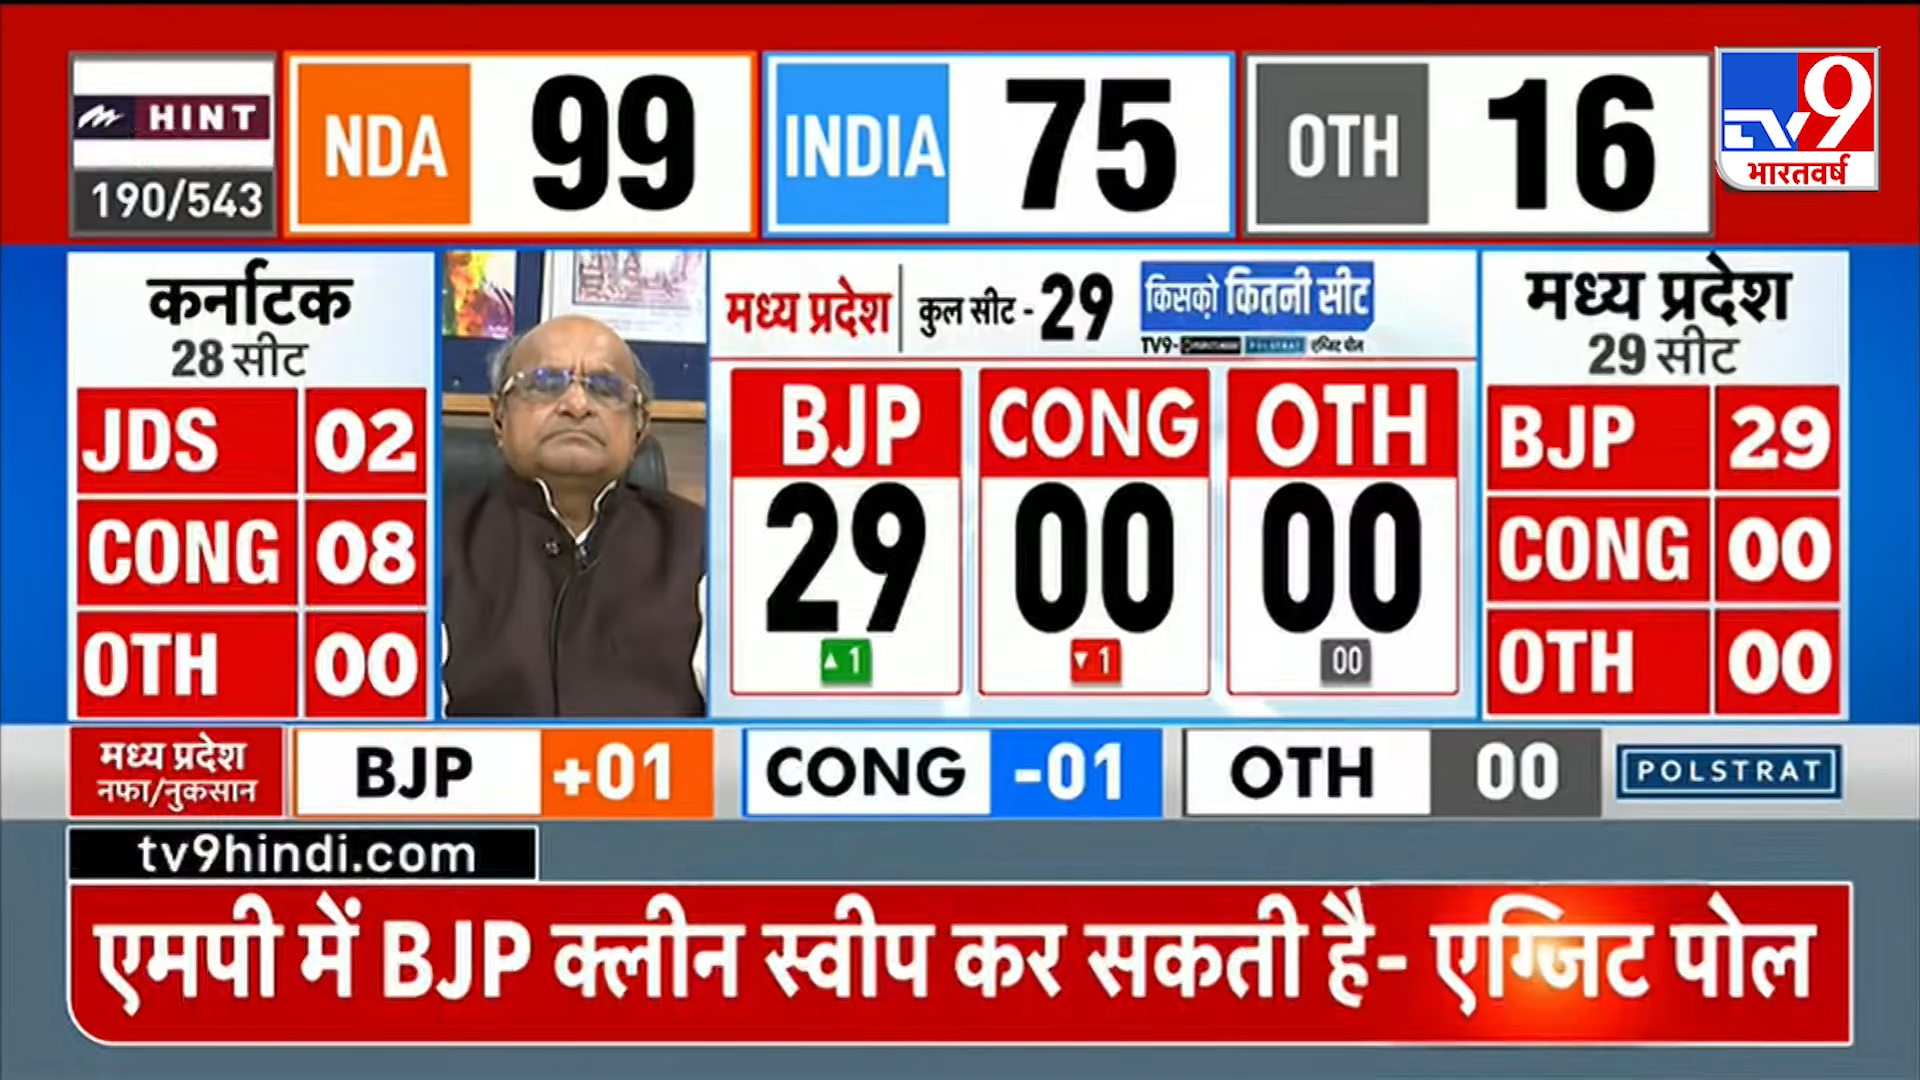 HINT
190/543
NDA 99
INDIA 75
OTH 16
TV9
भारतवर्ष
कर्नाटक
28 सीट
JDS 02
CONG 08
OTH 00
मध्य प्रदेश कुल सीट - 29 किसको कितनी सीट
TV9- POLSTRAT एग्जिट पोल
BJP CONG OTH
29 00 00
▲1 ▼1 00
मध्य प्रदेश
29 सीट
BJP 29
CONG 00
OTH 00
मध्य प्रदेश
नफा/नुकसान
BJP +01
CONG -01
OTH 00
POLSTRAT
tv9hindi.com
एमपी में BJP क्लीन स्वीप कर सकती है- एग्जिट पोल